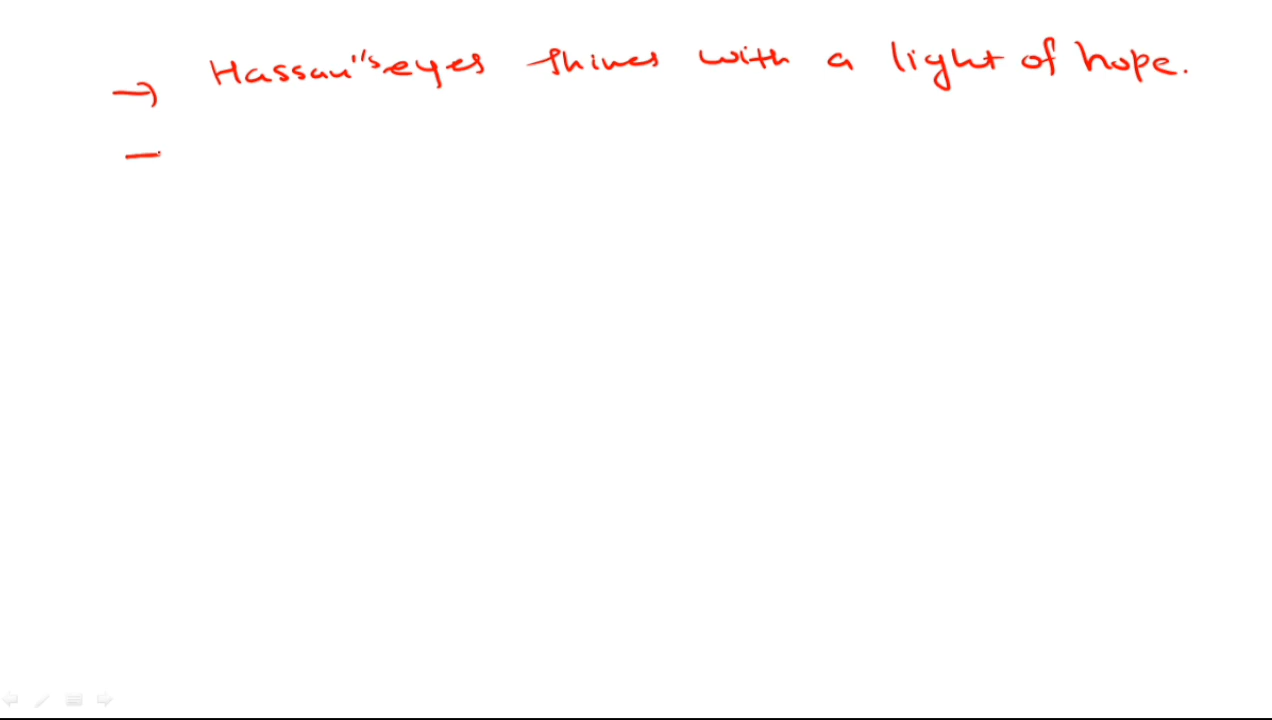 → Hassan''s eyes shines with a light of hope.